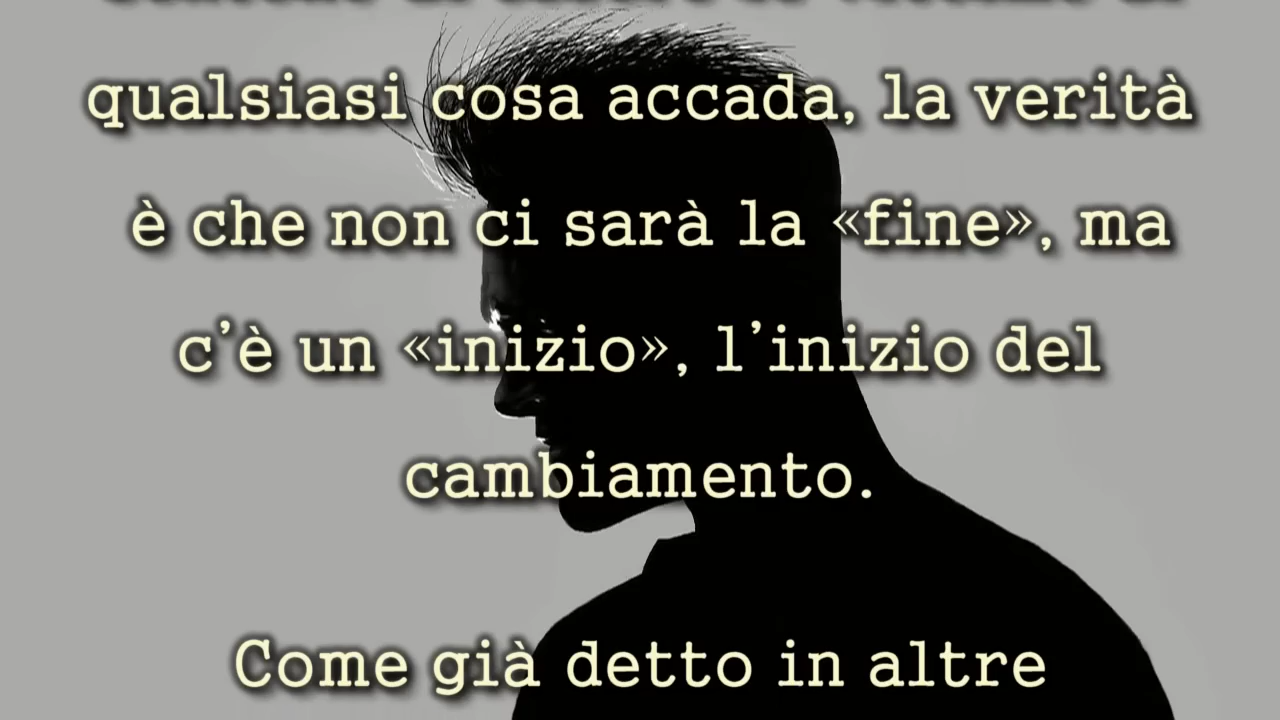 qualsiasi cosa accada, la verità
è che non ci sarà la «fine», ma
c'è un «inizio», l'inizio del
cambiamento.
Come già detto in altre